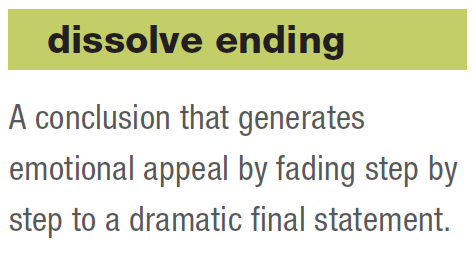 dissolve ending
A conclusion that generates
emotional appeal by fading step by
step to a dramatic final statement.